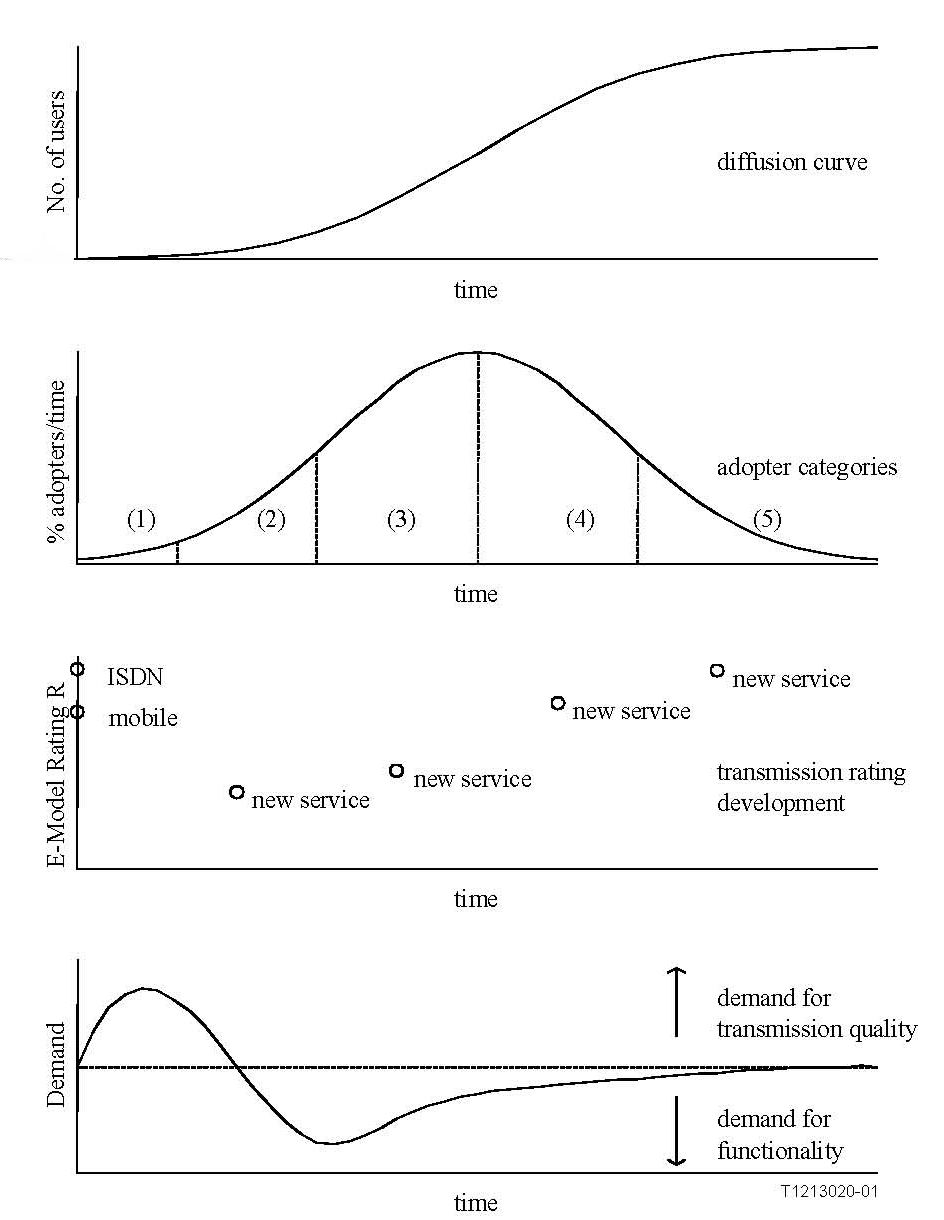 No. of users
diffusion curve
time
% adopters/time
adopter categories
(1) (2) (3) (4) (5)
time
E-Model Rating R
ISDN
mobile
new service
new service
new service
new service
transmission rating
development
time
Demand
demand for
transmission quality
demand for
functionality
T1213020-01
time